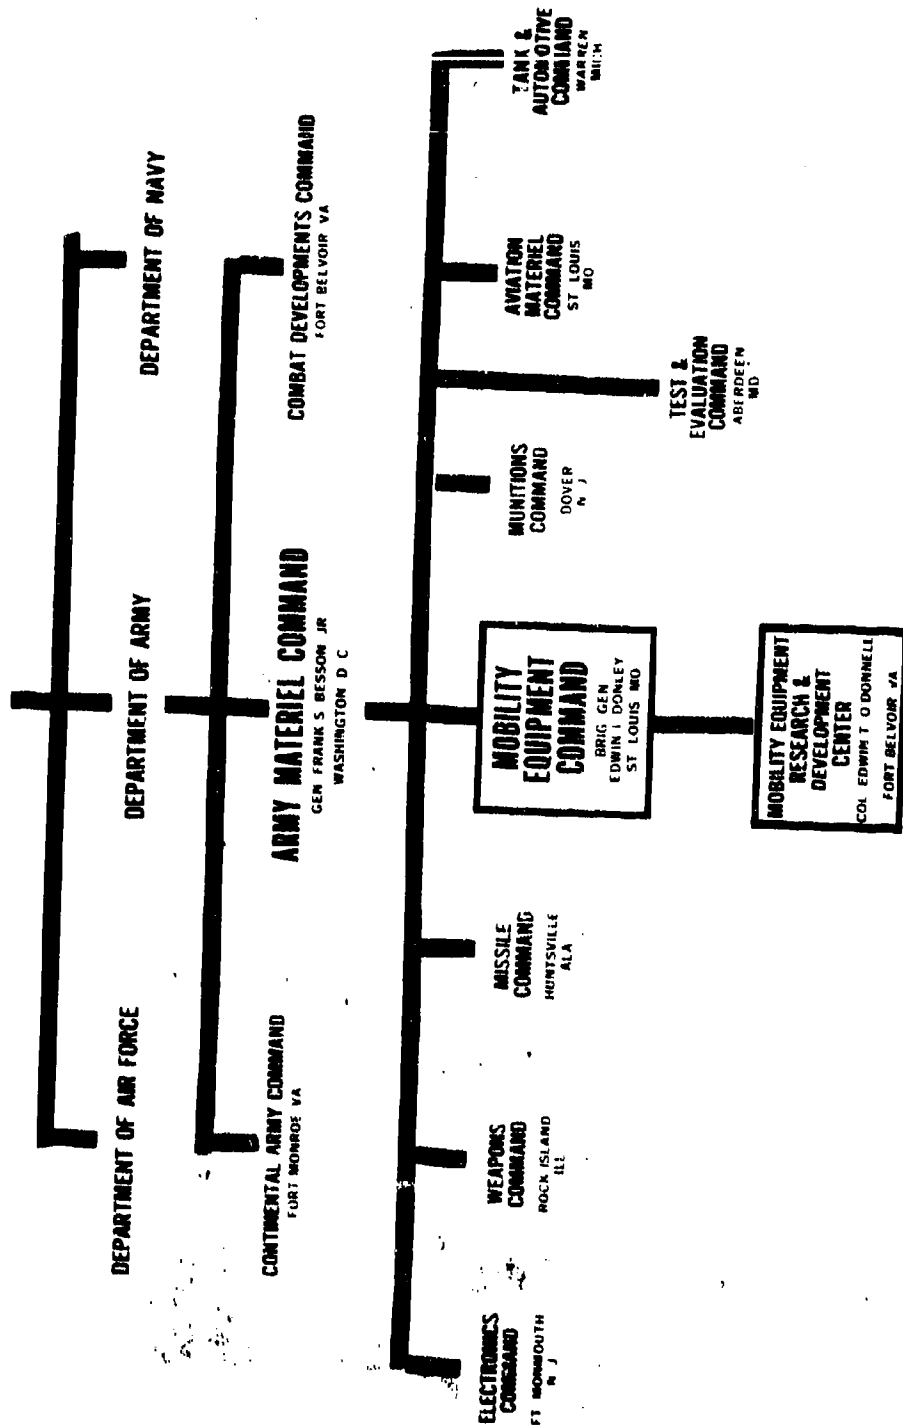 DEPARTMENT OF AIR FORCE
DEPARTMENT OF ARMY
DEPARTMENT OF NAVY
CONTINENTAL ARMY COMMAND
FORT MONROE VA
ARMY MATERIEL COMMAND
GEN FRANK S BESSON JR
WASHINGTON D C
COMBAT DEVELOPMENTS COMMAND
FORT BELVOIR VA
ELECTRONICS
COMMAND
FT MONMOUTH
N J
WEAPONS
COMMAND
ROCK ISLAND
ILL
MISSILE
COMMAND
HUNTSVILLE
ALA
MOBILITY
EQUIPMENT
COMMAND
BRIG GEN
EDWIN I DONLEY
ST LOUIS MO
MUNITIONS
COMMAND
DOVER
N J
TEST &
EVALUATION
COMMAND
ABERDEEN
MD
AVIATION
MATERIEL
COMMAND
ST LOUIS
MO
TANK &
AUTOMOTIVE
COMMAND
WARREN
MICH
MOBILITY EQUIPMENT
RESEARCH &
DEVELOPMENT
CENTER
COL EDWIN T O DONNELL
FORT BELVOIR VA